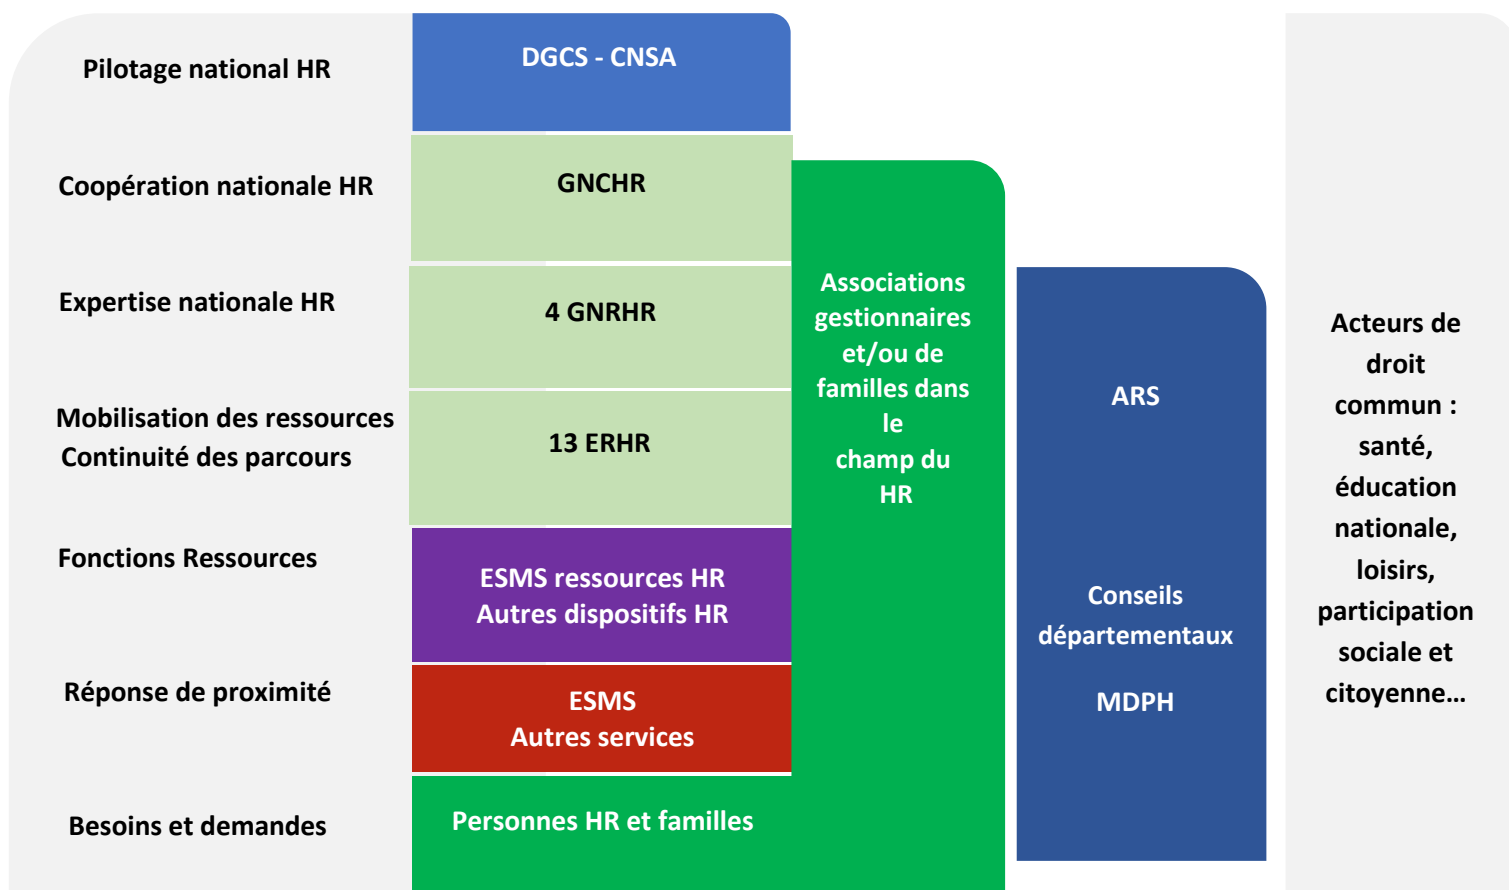 Pilotage national HR
DGCS - CNSA
Coopération nationale HR
GNCHR
Expertise nationale HR
4 GNRHR
Mobilisation des ressources
Continuité des parcours
13 ERHR
Fonctions Ressources
ESMS ressources HR
Autres dispositifs HR
Réponse de proximité
ESMS
Autres services
Besoins et demandes
Personnes HR et familles
Associations
gestionnaires
et/ou de
familles dans
le
champ du
HR
ARS
Conseils
départementaux
MDPH
Acteurs de
droit
commun :
santé,
éducation
nationale,
loisirs,
participation
sociale et
citoyenne…